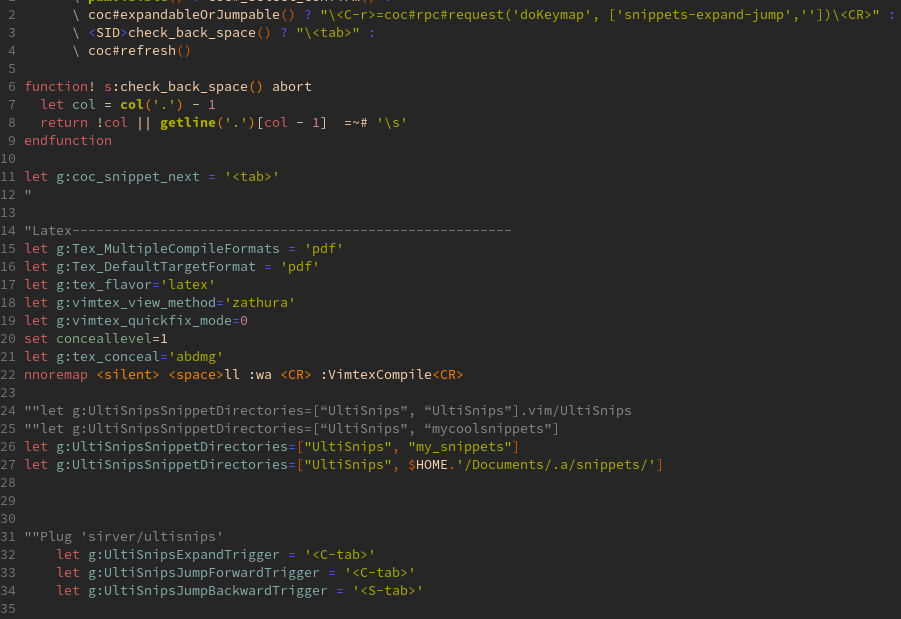 2
1 \ coc#expandableOrJumpable() ? "\<C-r>=coc#rpc#request('doKeymap', ['snippets-expand-jump',''])\<CR>" :
3 \ <SID>check_back_space() ? "\<tab>" :
4 \ coc#refresh()
5
6 function! s:check_back_space() abort
7 let col = col('.') - 1
8 return !col || getline('.')[col - 1]  =~# '\s'
9 endfunction
10
11 let g:coc_snippet_next = '<tab>'
12 "
13
14 "Latex-------------------------------------------------------
15 let g:Tex_MultipleCompileFormats = 'pdf'
16 let g:Tex_DefaultTargetFormat = 'pdf'
17 let g:tex_flavor='latex'
18 let g:vimtex_view_method='zathura'
19 let g:vimtex_quickfix_mode=0
20 set conceallevel=1
21 let g:tex_conceal='abdmg'
22 nnoremap <silent> <space>ll :wa <CR> :VimtexCompile<CR>
23
24 ""let g:UltiSnipsSnippetDirectories=[“UltiSnips”, “UltiSnips”].vim/UltiSnips
25 ""let g:UltiSnipsSnippetDirectories=[“UltiSnips”, “mycoolsnippets”]
26 let g:UltiSnipsSnippetDirectories=["UltiSnips", "my_snippets"]
27 let g:UltiSnipsSnippetDirectories=["UltiSnips", $HOME.'/Documents/.a/snippets/']
28
29
30
31 ""Plug 'sirver/ultisnips'
32 let g:UltiSnipsExpandTrigger = '<C-tab>'
33 let g:UltiSnipsJumpForwardTrigger = '<C-tab>'
34 let g:UltiSnipsJumpBackwardTrigger = '<S-tab>'
35